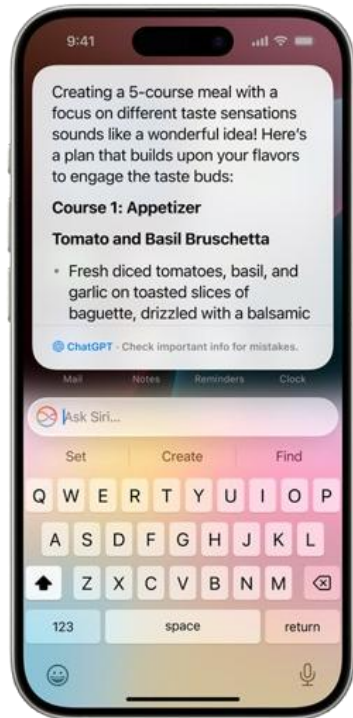 9:41
Creating a 5-course meal with a
focus on different taste sensations
sounds like a wonderful idea! Here's
a plan that builds upon your flavors
to engage the taste buds:
Course 1: Appetizer
Tomato and Basil Bruschetta
• Fresh diced tomatoes, basil, and
garlic on toasted slices of
baguette, drizzled with a balsamic
ChatGPT · Check important info for mistakes.
Mail Notes Reminders Clock
Ask Siri...
Set Create Find
Q W E R T Y U I O P
A S D F G H J K L
Z X C V B N M
123 space return